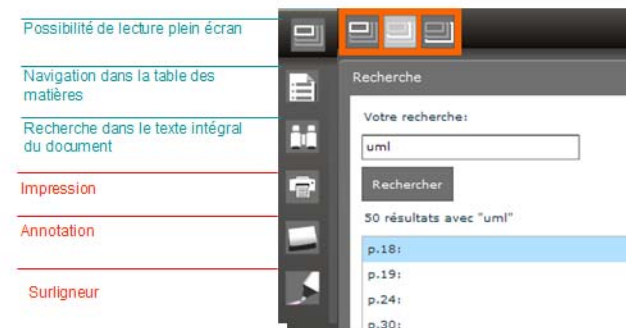 Possibilité de lecture plein écran
Navigation dans la table des
matières
Recherche dans le texte intégral
du document
Impression
Annotation
Surligneur
Recherche
Votre recherche:
uml
Rechercher
50 résultats avec "uml"
p.18:
p.19:
p.24:
p.30: